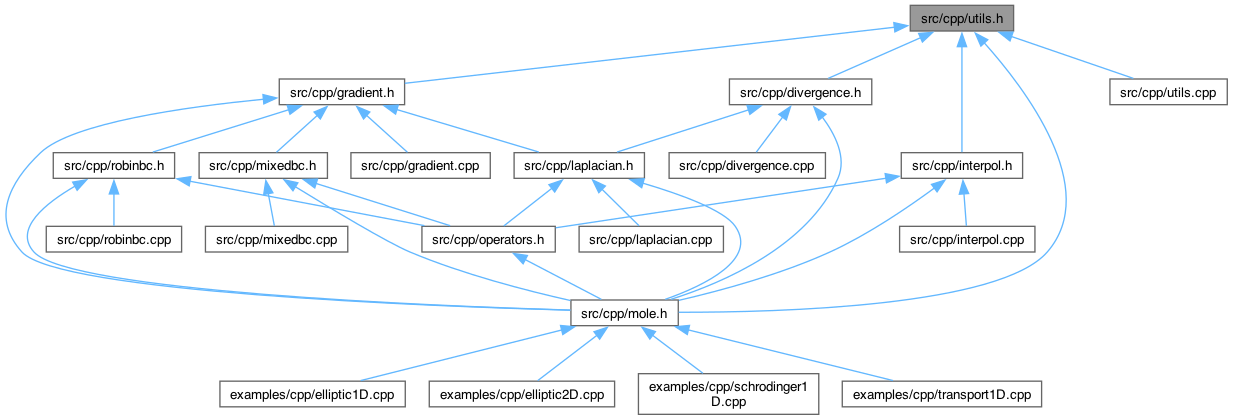 src/cpp/utils.h
src/cpp/gradient.h
src/cpp/divergence.h
src/cpp/utils.cpp
src/cpp/robinbc.h
src/cpp/mixedbc.h
src/cpp/gradient.cpp
src/cpp/laplacian.h
src/cpp/divergence.cpp
src/cpp/interpol.h
src/cpp/robinbc.cpp
src/cpp/mixedbc.cpp
src/cpp/operators.h
src/cpp/laplacian.cpp
src/cpp/interpol.cpp
src/cpp/mole.h
examples/cpp/elliptic1D.cpp
examples/cpp/elliptic2D.cpp
examples/cpp/schrodinger1
D.cpp
examples/cpp/transport1D.cpp